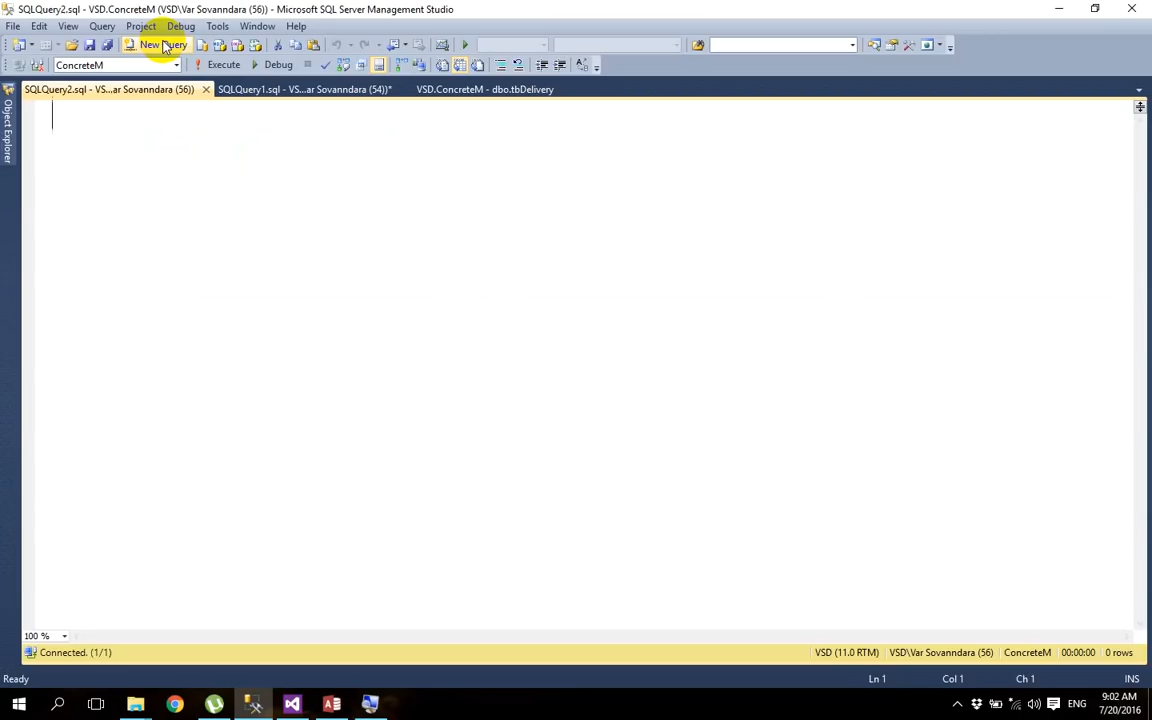 SQLQuery2.sql - VSD.ConcreteM (VSD\Var Sovanndara (56)) - Microsoft SQL Server Management Studio
File Edit View Query Project Debug Tools Window Help
New Query
ConcreteM Execute Debug
SQLQuery2.sql - VS...ar Sovanndara (56)) SQLQuery1.sql - VS...ar Sovanndara (54))* VSD.ConcreteM - dbo.tbDelivery
Object Explorer
100 %
Connected. (1/1) VSD (11.0 RTM) VSD\Var Sovanndara (56) ConcreteM 00:00:00 0 rows
Ready Ln 1 Col 1 Ch 1 INS
ENG 9:02 AM
7/20/2016